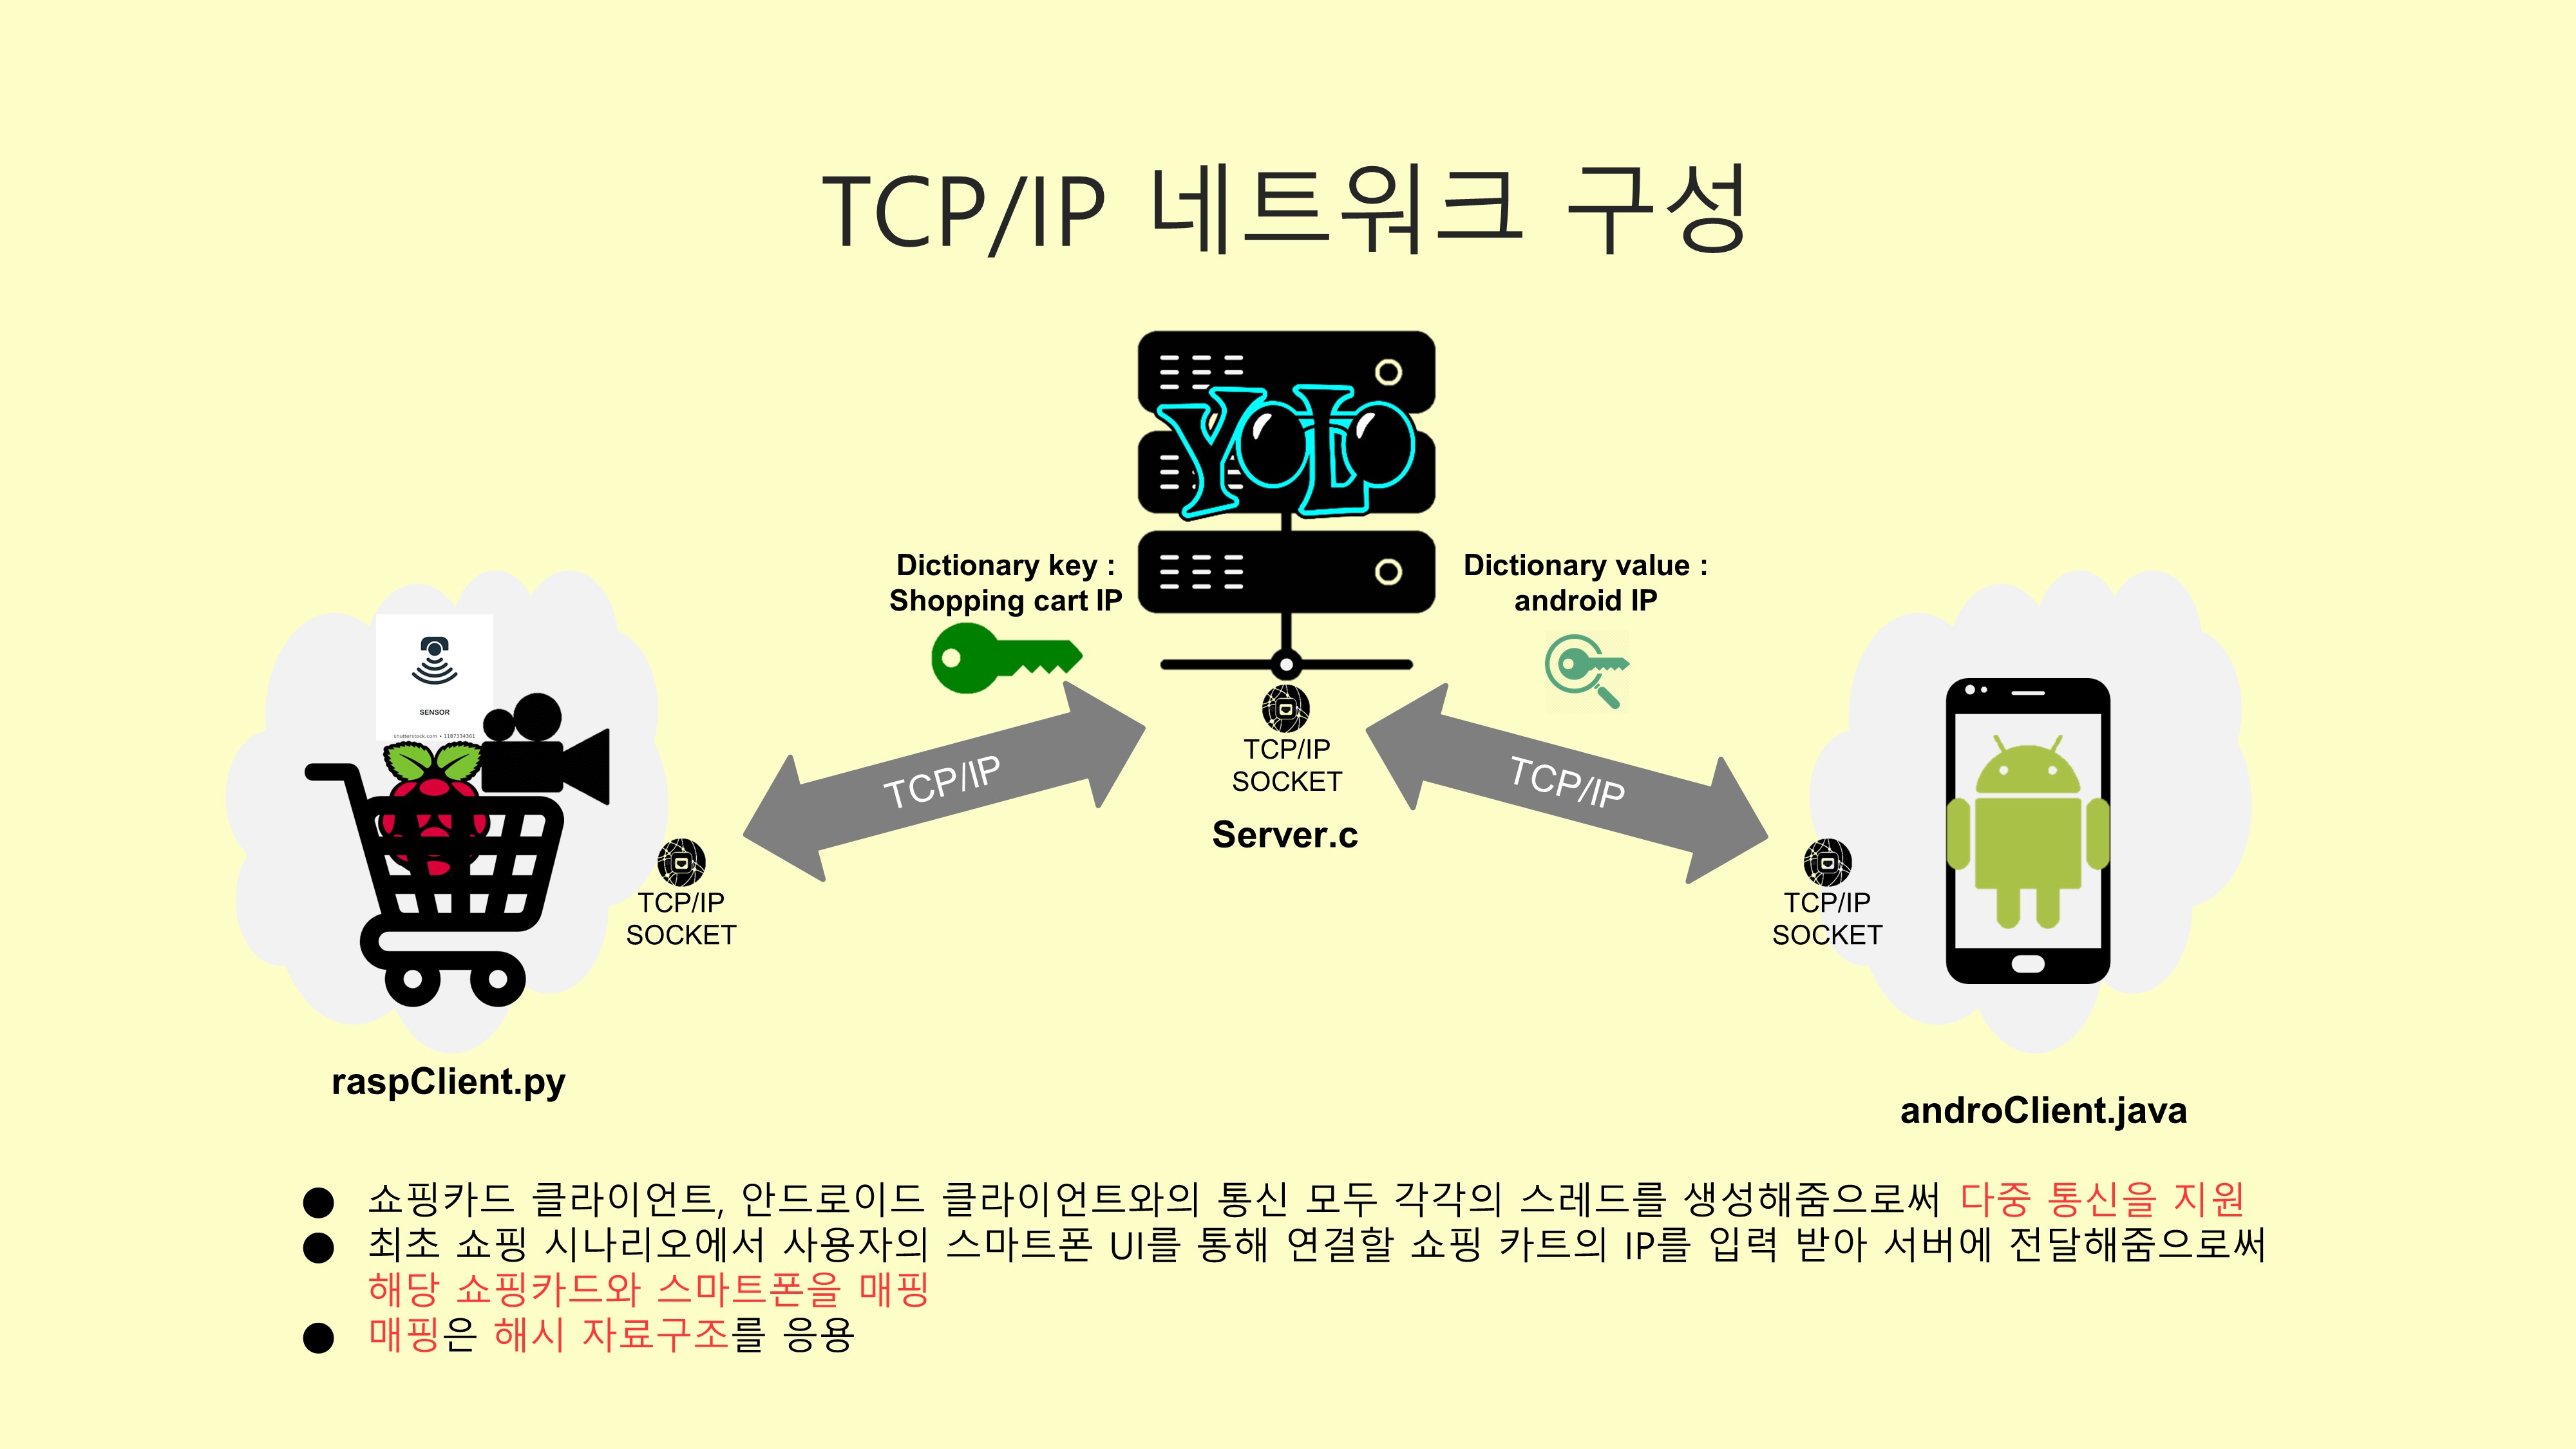 TCP/IP 네트워크 구성
YOLO
Dictionary key :
Shopping cart IP
Dictionary value :
android IP
SENSOR
shutterstock.com • 1187334361
TCP/IP
TCP/IP
TCP/IP
SOCKET
Server.c
TCP/IP
SOCKET
TCP/IP
SOCKET
raspClient.py
androClient.java
● 쇼핑카드 클라이언트, 안드로이드 클라이언트와의 통신 모두 각각의 스레드를 생성해줌으로써 다중 통신을 지원
● 최초 쇼핑 시나리오에서 사용자의 스마트폰 UI를 통해 연결할 쇼핑 카트의 IP를 입력 받아 서버에 전달해줌으로써
해당 쇼핑카드와 스마트폰을 매핑
● 매핑은 해시 자료구조를 응용